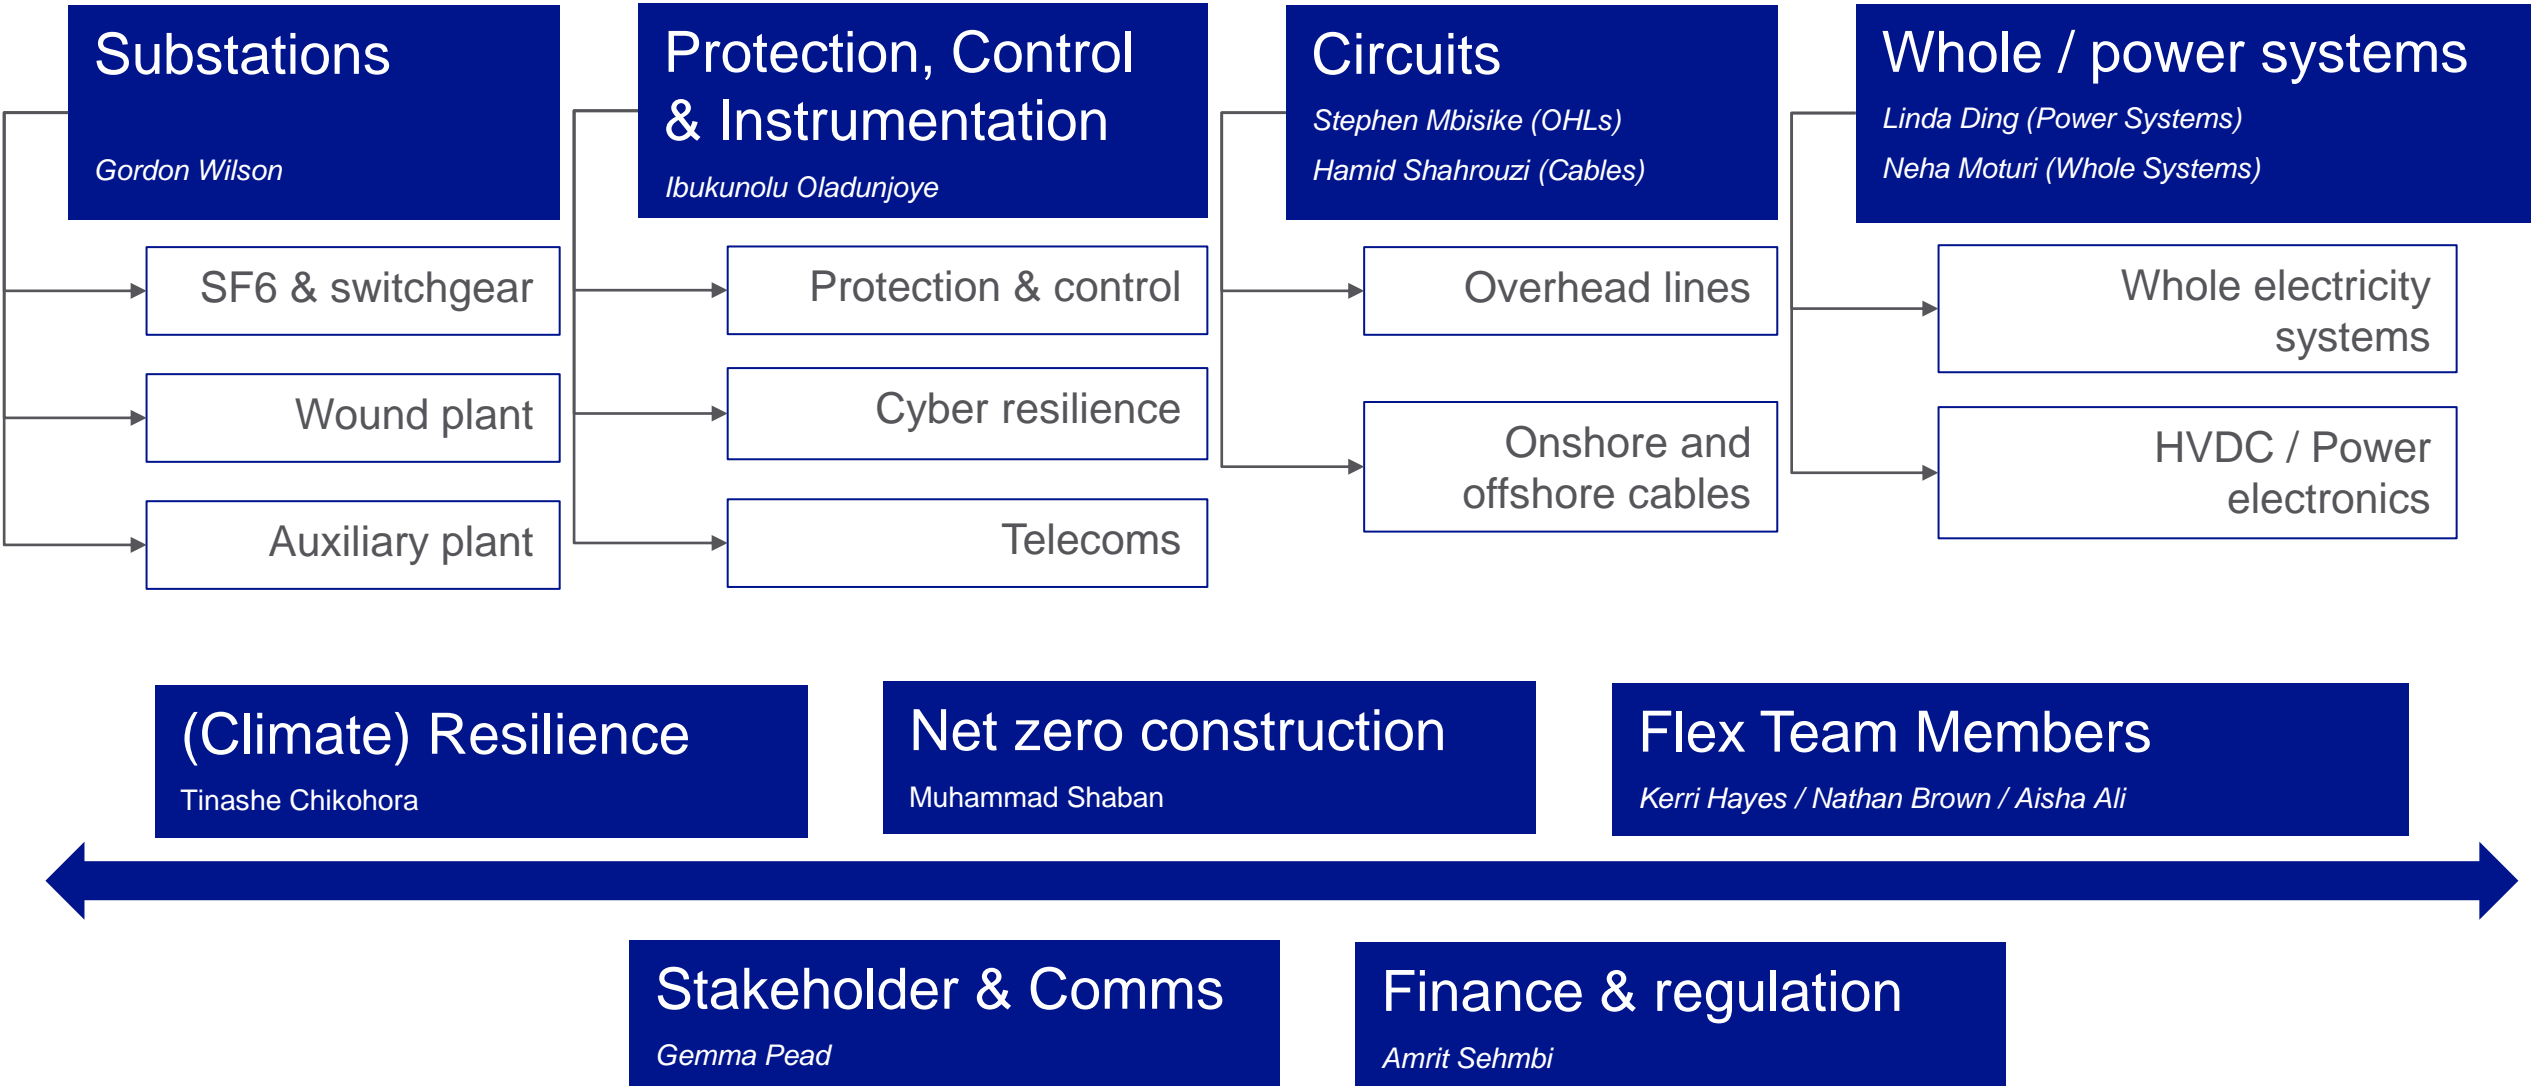 Substations
Gordon Wilson
SF6 & switchgear
Wound plant
Auxiliary plant
Protection, Control
& Instrumentation
Ibukunolu Oladunjoye
Protection & control
Cyber resilience
Telecoms
Circuits
Stephen Mbisike (OHLs)
Hamid Shahrouzi (Cables)
Overhead lines
Onshore and
offshore cables
Whole / power systems
Linda Ding (Power Systems)
Neha Moturi (Whole Systems)
Whole electricity
systems
HVDC / Power
electronics
(Climate) Resilience
Tinashe Chikohora
Net zero construction
Muhammad Shaban
Flex Team Members
Kerri Hayes / Nathan Brown / Aisha Ali
Stakeholder & Comms
Gemma Pead
Finance & regulation
Amrit Sehmbi